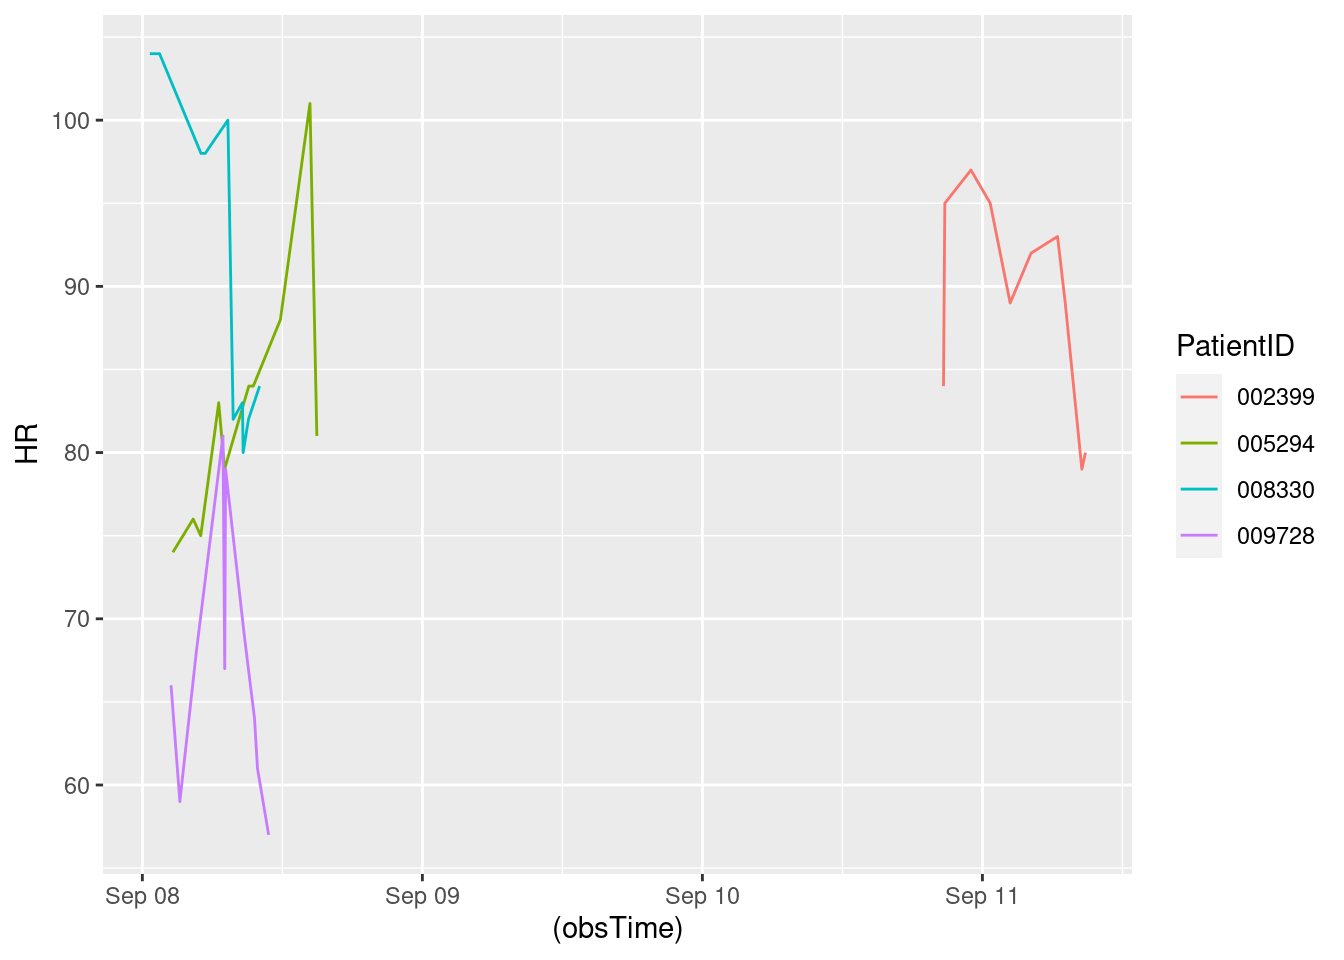 HR
100
90
80
70
60
Sep 08
Sep 09
Sep 10
Sep 11
(obsTime)
PatientID
002399
005294
008330
009728